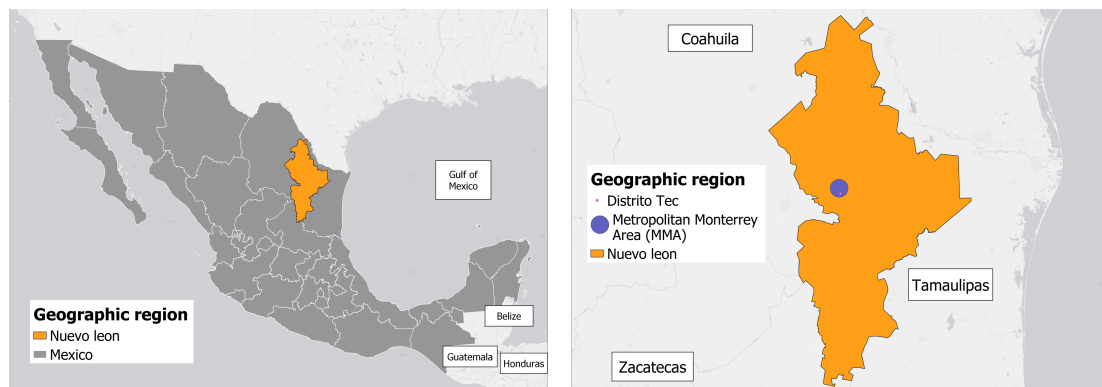 Gulf of
Mexico
Belize
Guatemala
Honduras
Geographic region
Nuevo leon
Mexico
Coahuila
Geographic region
Distrito Tec
Metropolitan Monterrey
Area (MMA)
Nuevo leon
Tamaulipas
Zacatecas